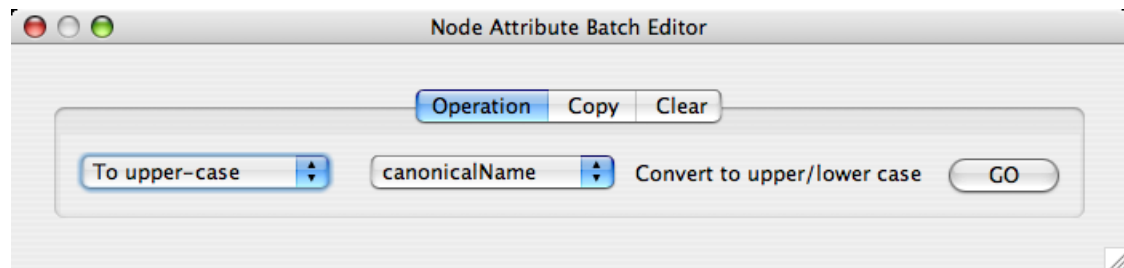 Node Attribute Batch Editor
Operation Copy Clear
To upper-case canonicalName Convert to upper/lower case GO